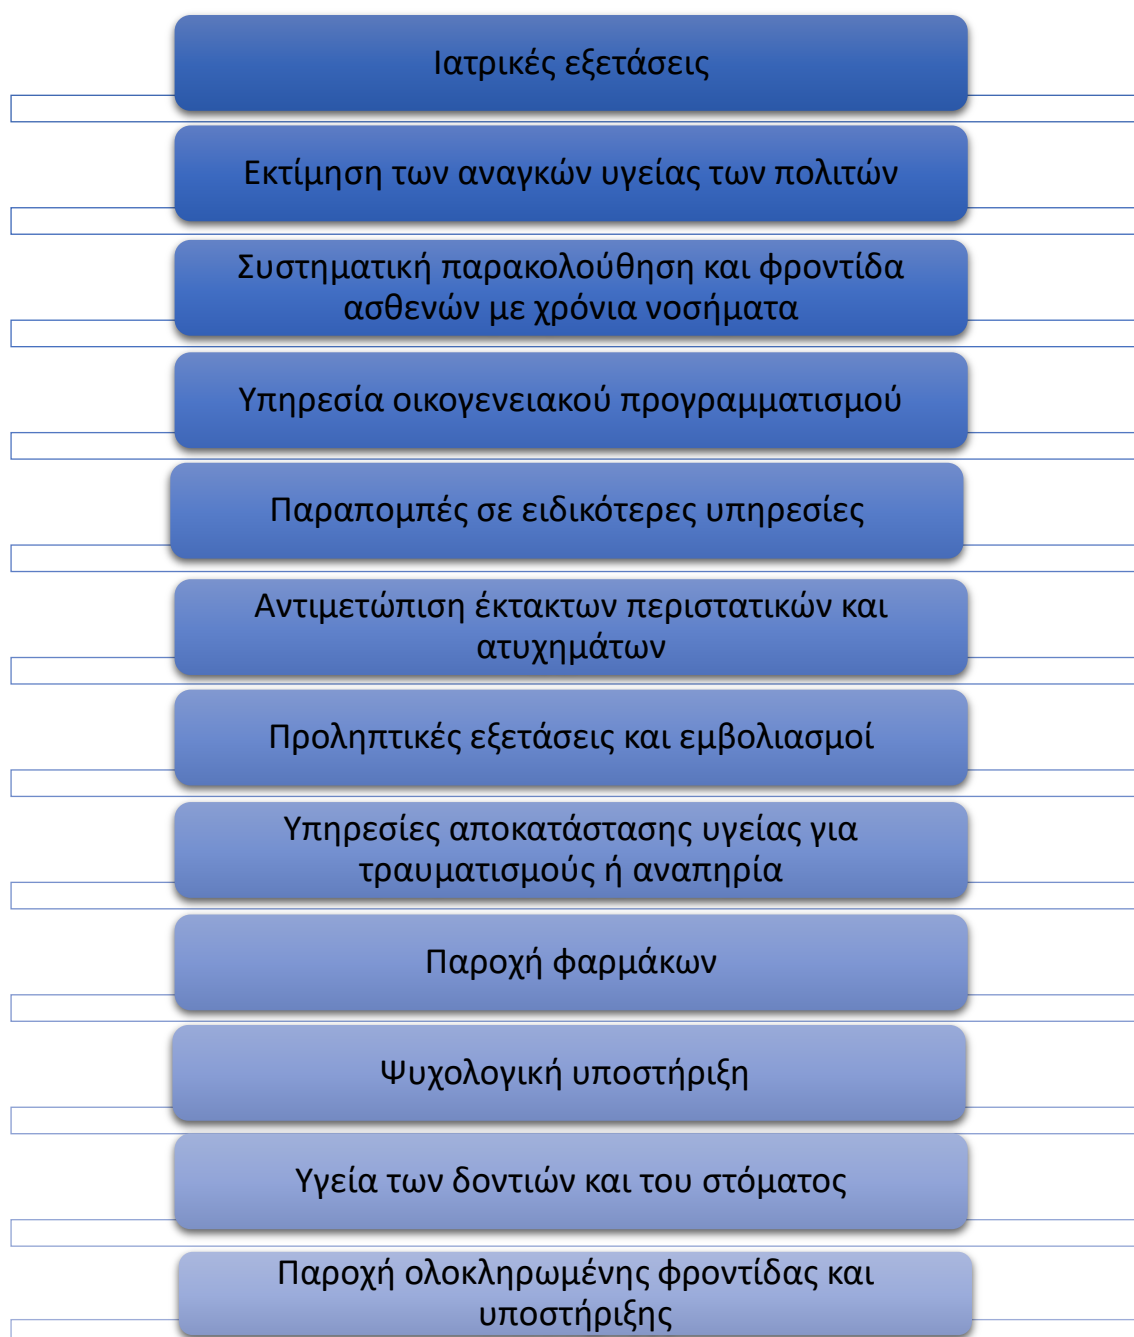 Ιατρικές εξετάσεις
Εκτίμηση των αναγκών υγείας των πολιτών
Συστηματική παρακολούθηση και φροντίδα
ασθενών με χρόνια νοσήματα
Υπηρεσία οικογενειακού προγραμματισμού
Παραπομπές σε ειδικότερες υπηρεσίες
Αντιμετώπιση έκτακτων περιστατικών και
ατυχημάτων
Προληπτικές εξετάσεις και εμβολιασμοί
Υπηρεσίες αποκατάστασης υγείας για
τραυματισμούς ή αναπηρία
Παροχή φαρμάκων
Ψυχολογική υποστήριξη
Υγεία των δοντιών και του στόματος
Παροχή ολοκληρωμένης φροντίδας και
υποστήριξης